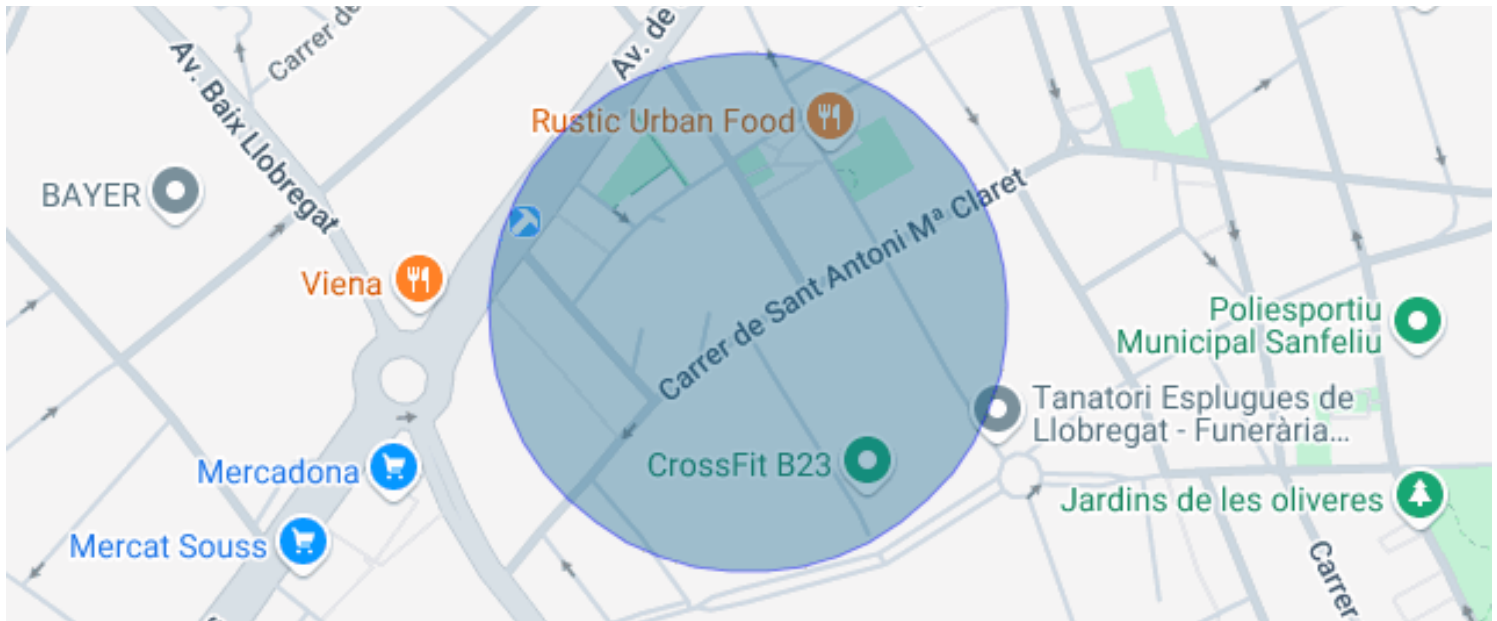 Carrer de
Av. de
Av. Baix Llobregat
Rustic Urban Food
BAYER
Carrer de Sant Antoni Mª Claret
Viena
Poliesportiu
Municipal Sanfeliu
Tanatori Esplugues de
Llobregat - Funerària...
CrossFit B23
Mercadona
Jardins de les oliveres
Mercat Souss
Carrer